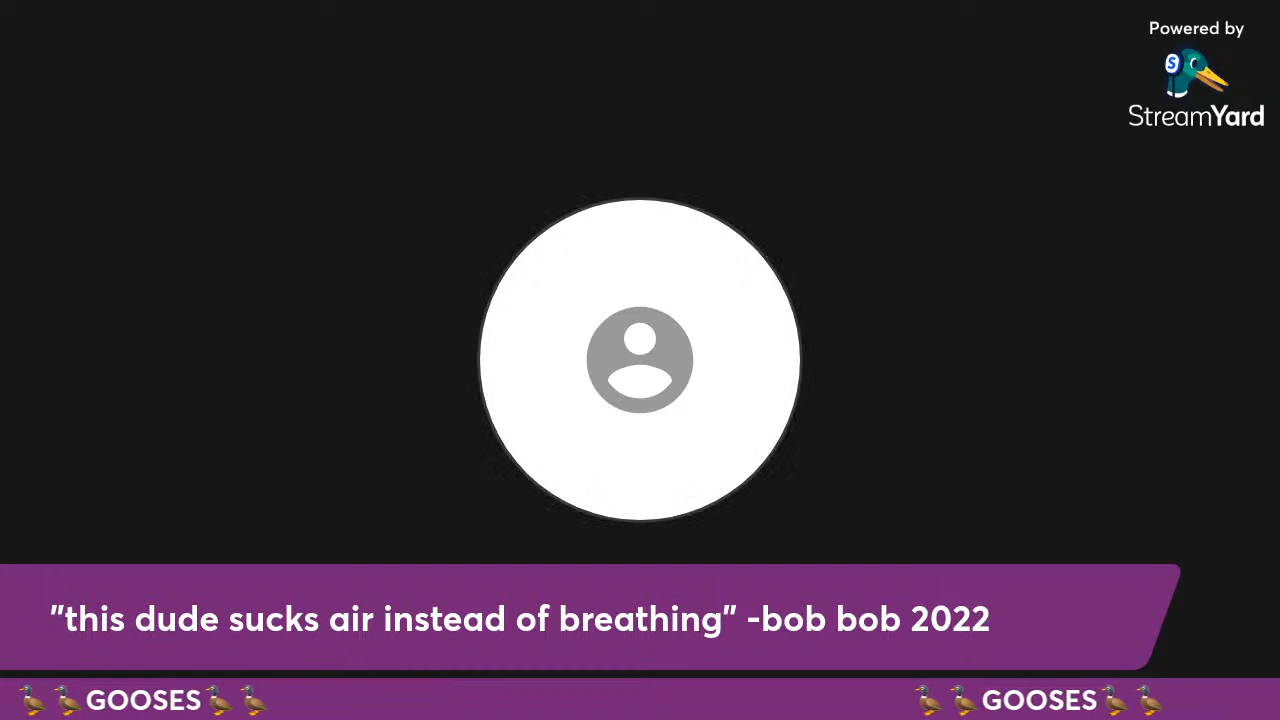 Powered by
S
StreamYard
"this dude sucks air instead of breathing" -bob bob 2022
🦆🦆GOOSES🦆🦆 🦆🦆GOOSES🦆🦆